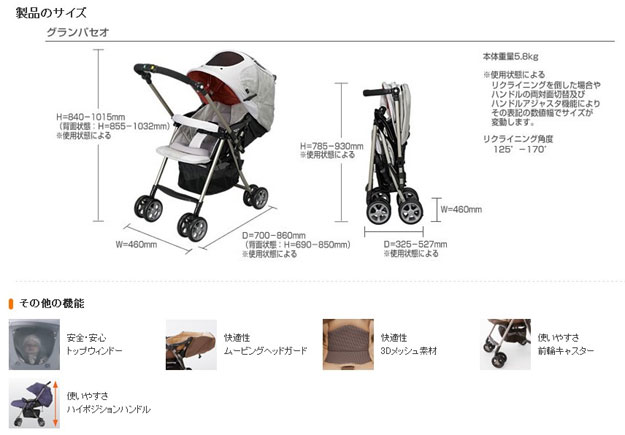 製品のサイズ
グランパセオ
H=840-1015mm
(背面状態:H=855-1032mm)
※使用状態による
W=460mm
D=700-860mm
(背面状態:H=690-850mm)
※使用状態による
H=785-930mm
※使用状態による
W=460mm
D=325-527mm
※使用状態による
本体重量5.8kg
※使用状態による
リクライニングを倒した場合や
ハンドルの両対面切替及び
ハンドルアジャスタ機能により
その表記の数値幅でサイズが
変動します。
リクライニング角度
125°-170°
その他の機能
安全・安心
トップウィンドー
快適性
ムービングヘッドガード
快適性
3Dメッシュ素材
使いやすさ
前輪キャスター
使いやすさ
ハイポジションハンドル